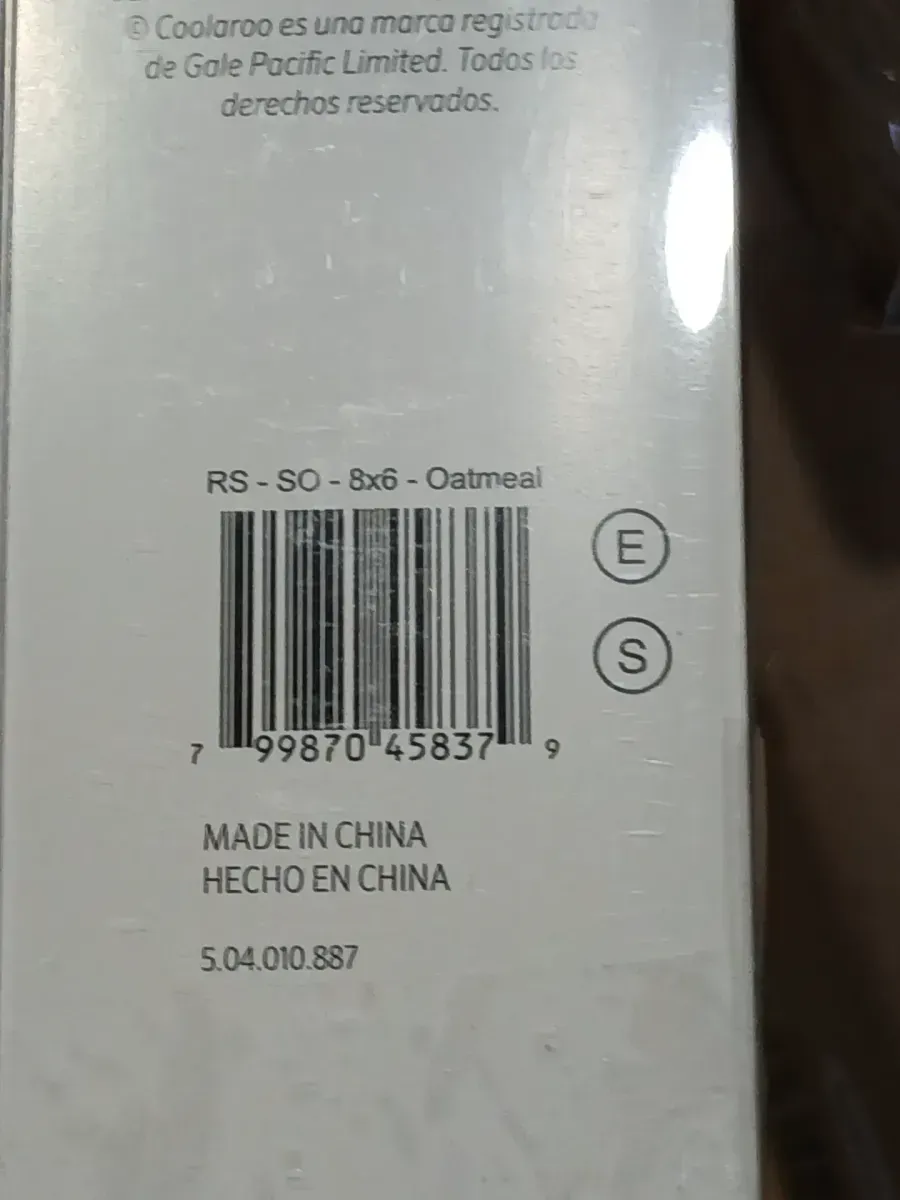 © Coolaroo es una marca registrada
de Gale Pacific Limited. Todos los
derechos reservados.
RS - SO - 8x6 - Oatmeal
E
S
7 99870 45837 9
MADE IN CHINA
HECHO EN CHINA
5.04.010.887